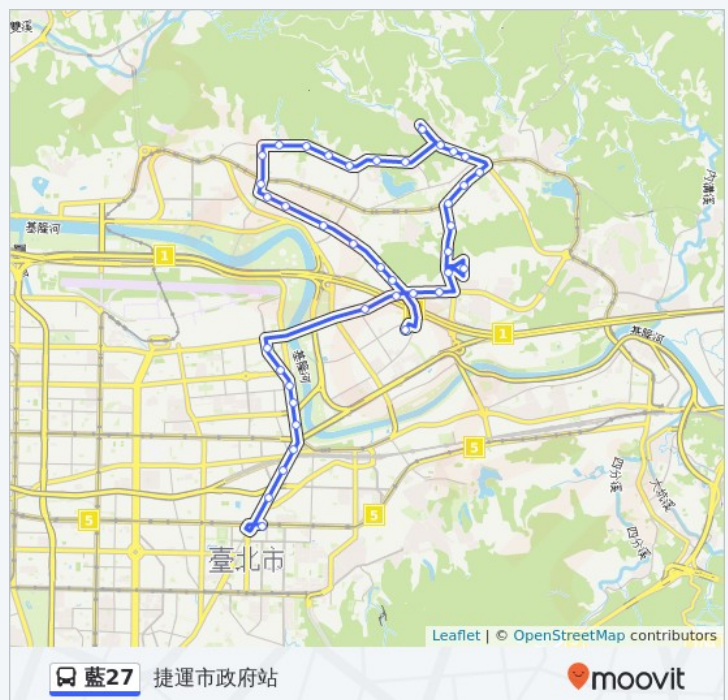 雙溪
內溝溪
基隆河
1
基隆河
1
基隆河
5
四分溪
大坑溪
5
5
四分溪
臺北市
Leaflet | © OpenStreetMap contributors
藍27 捷運市政府站
moovit